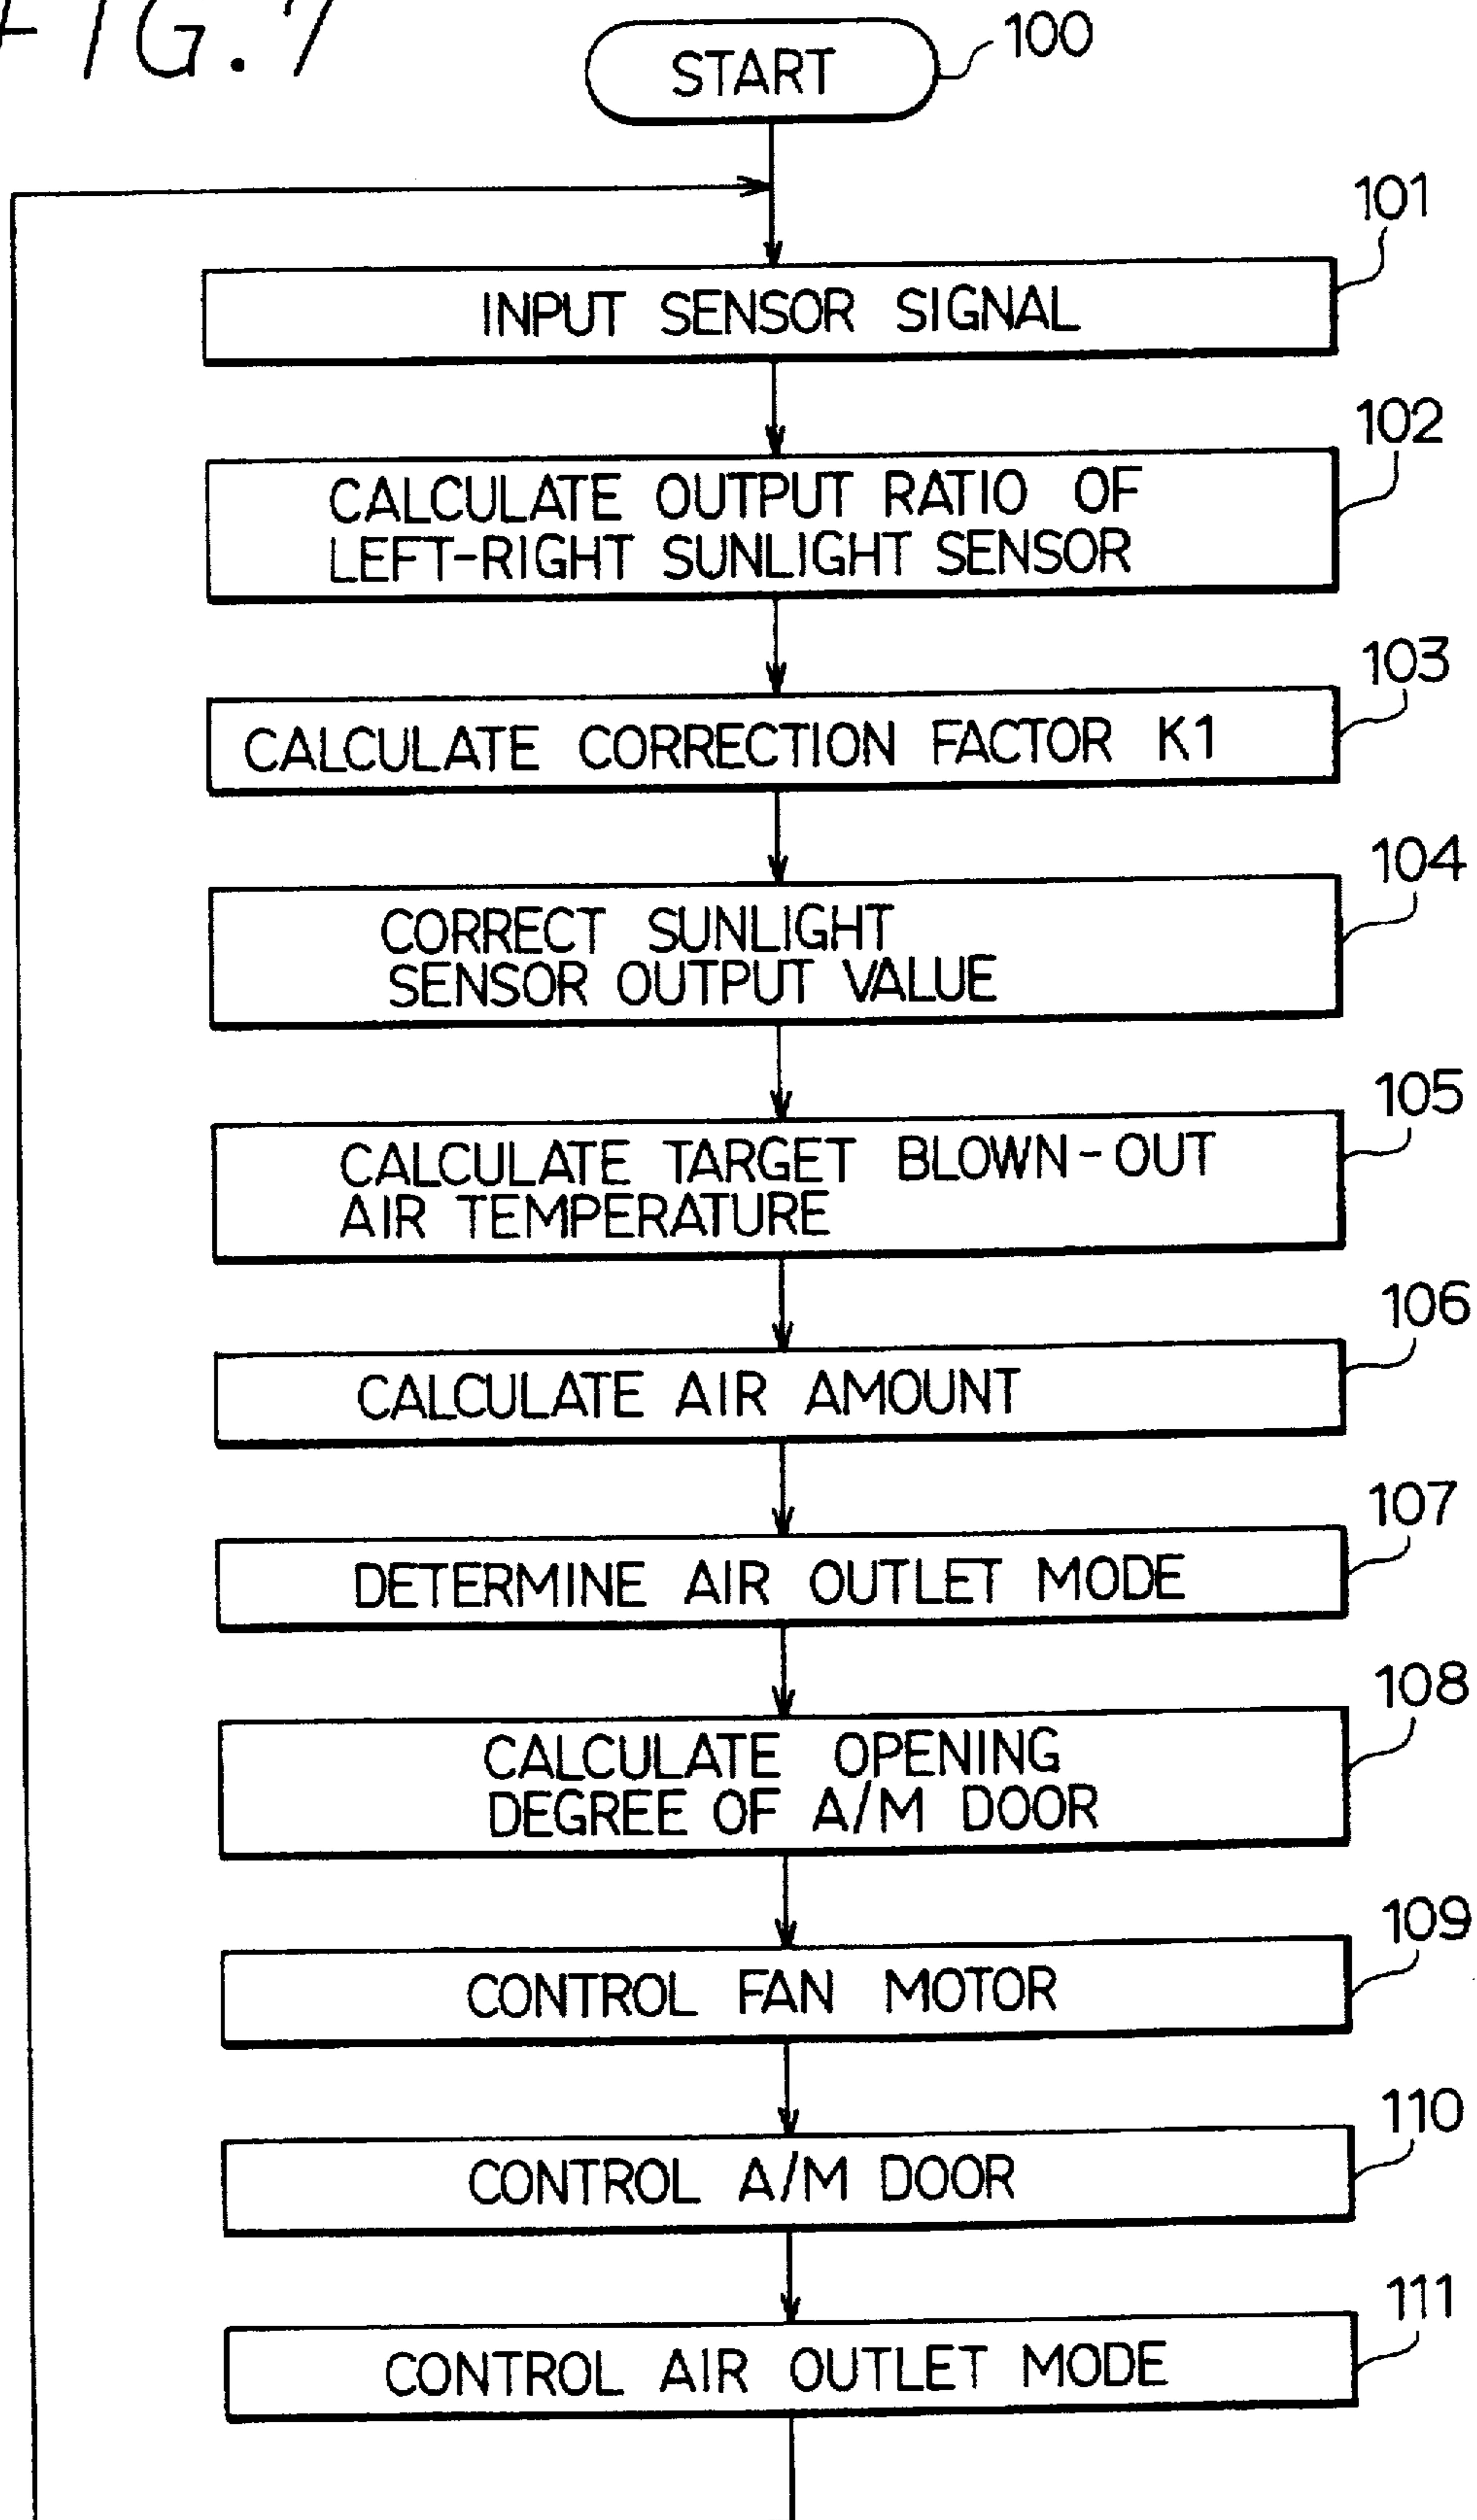 FIG. 7
START
100
101
INPUT SENSOR SIGNAL
102
CALCULATE OUTPUT RATIO OF
LEFT-RIGHT SUNLIGHT SENSOR
103
CALCULATE CORRECTION FACTOR K1
104
CORRECT SUNLIGHT
SENSOR OUTPUT VALUE
105
CALCULATE TARGET BLOWN-OUT
AIR TEMPERATURE
106
CALCULATE AIR AMOUNT
107
DETERMINE AIR OUTLET MODE
108
CALCULATE OPENING
DEGREE OF A/M DOOR
109
CONTROL FAN MOTOR
110
CONTROL A/M DOOR
111
CONTROL AIR OUTLET MODE